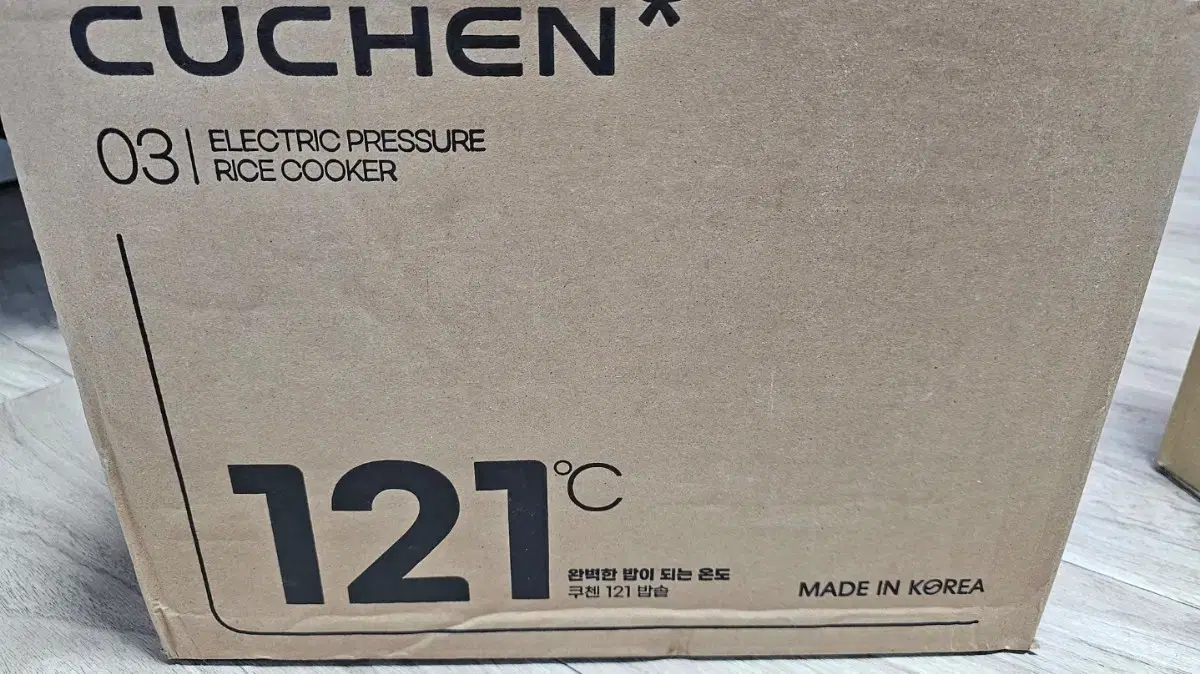 CUCHEN*
03 | ELECTRIC PRESSURE
RICE COOKER
121℃
완벽한 밥이 되는 온도
쿠첸 121 밥솥
MADE IN KOREA